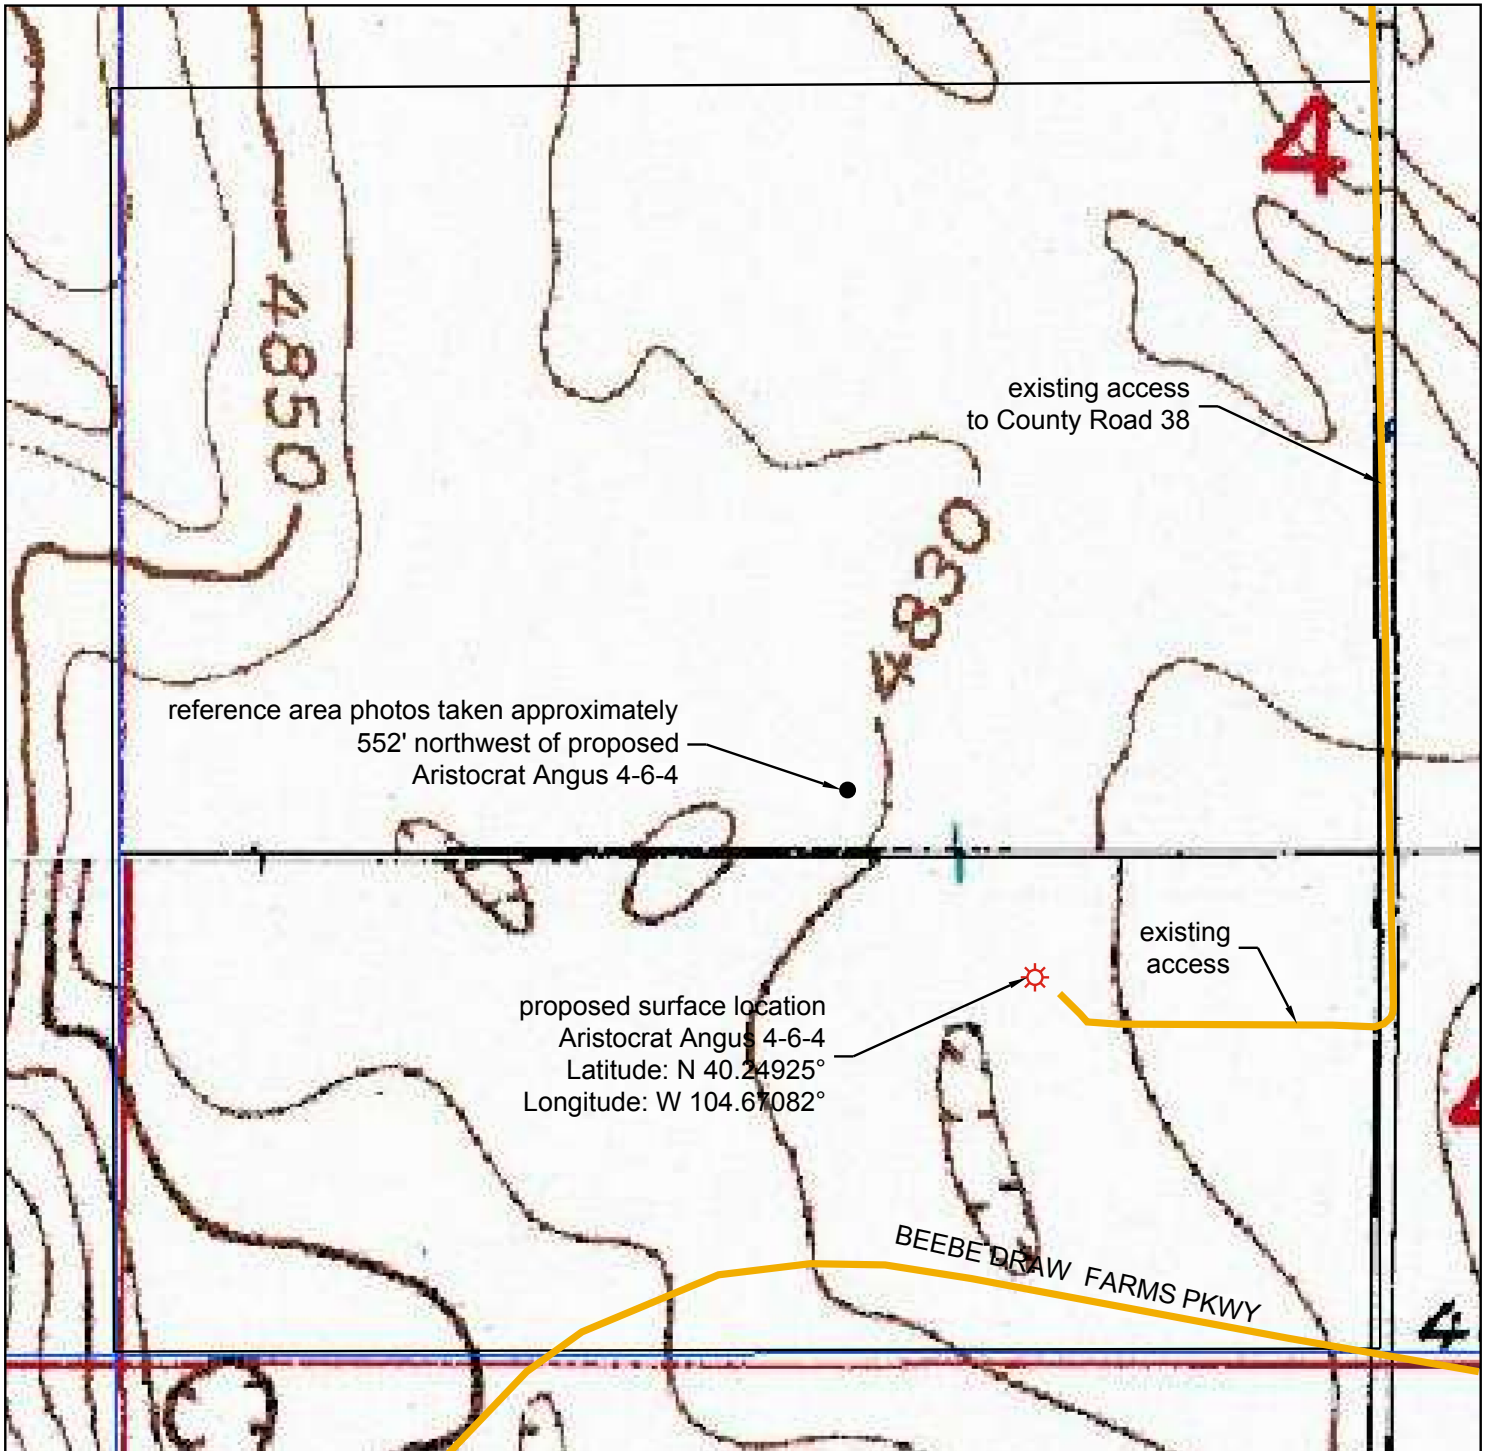 4
4850
existing access
to County Road 38
4830
reference area photos taken approximately
552' northwest of proposed
Aristocrat Angus 4-6-4
existing
access
proposed surface location
Aristocrat Angus 4-6-4
Latitude: N 40.24925°
Longitude: W 104.67082°
BEEBE DRAW FARMS PKWY
4